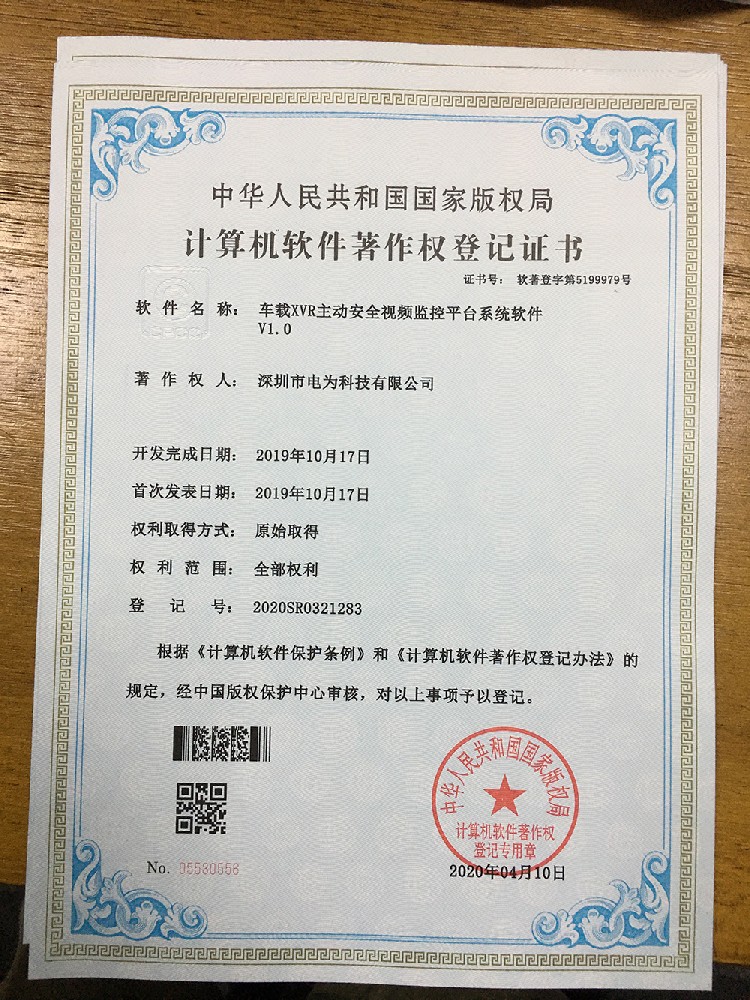 中华人民共和国国家版权局
计算机软件著作权登记证书
证书号： 软著登字第5199979号
软件名称： 车载XVR主动安全视频监控平台系统软件
V1.0
著作权人： 深圳市电为科技有限公司
开发完成日期： 2019年10月17日
首次发表日期： 2019年10月17日
权利取得方式： 原始取得
权利范围： 全部权利
登记号： 2020SR0321283
根据《计算机软件保护条例》和《计算机软件著作权登记办法》的
规定，经中国版权保护中心审核，对以上事项予以登记。
中华人民共和国国家版权局
计算机软件著作权
登记专用章
No.
2020年04月10日